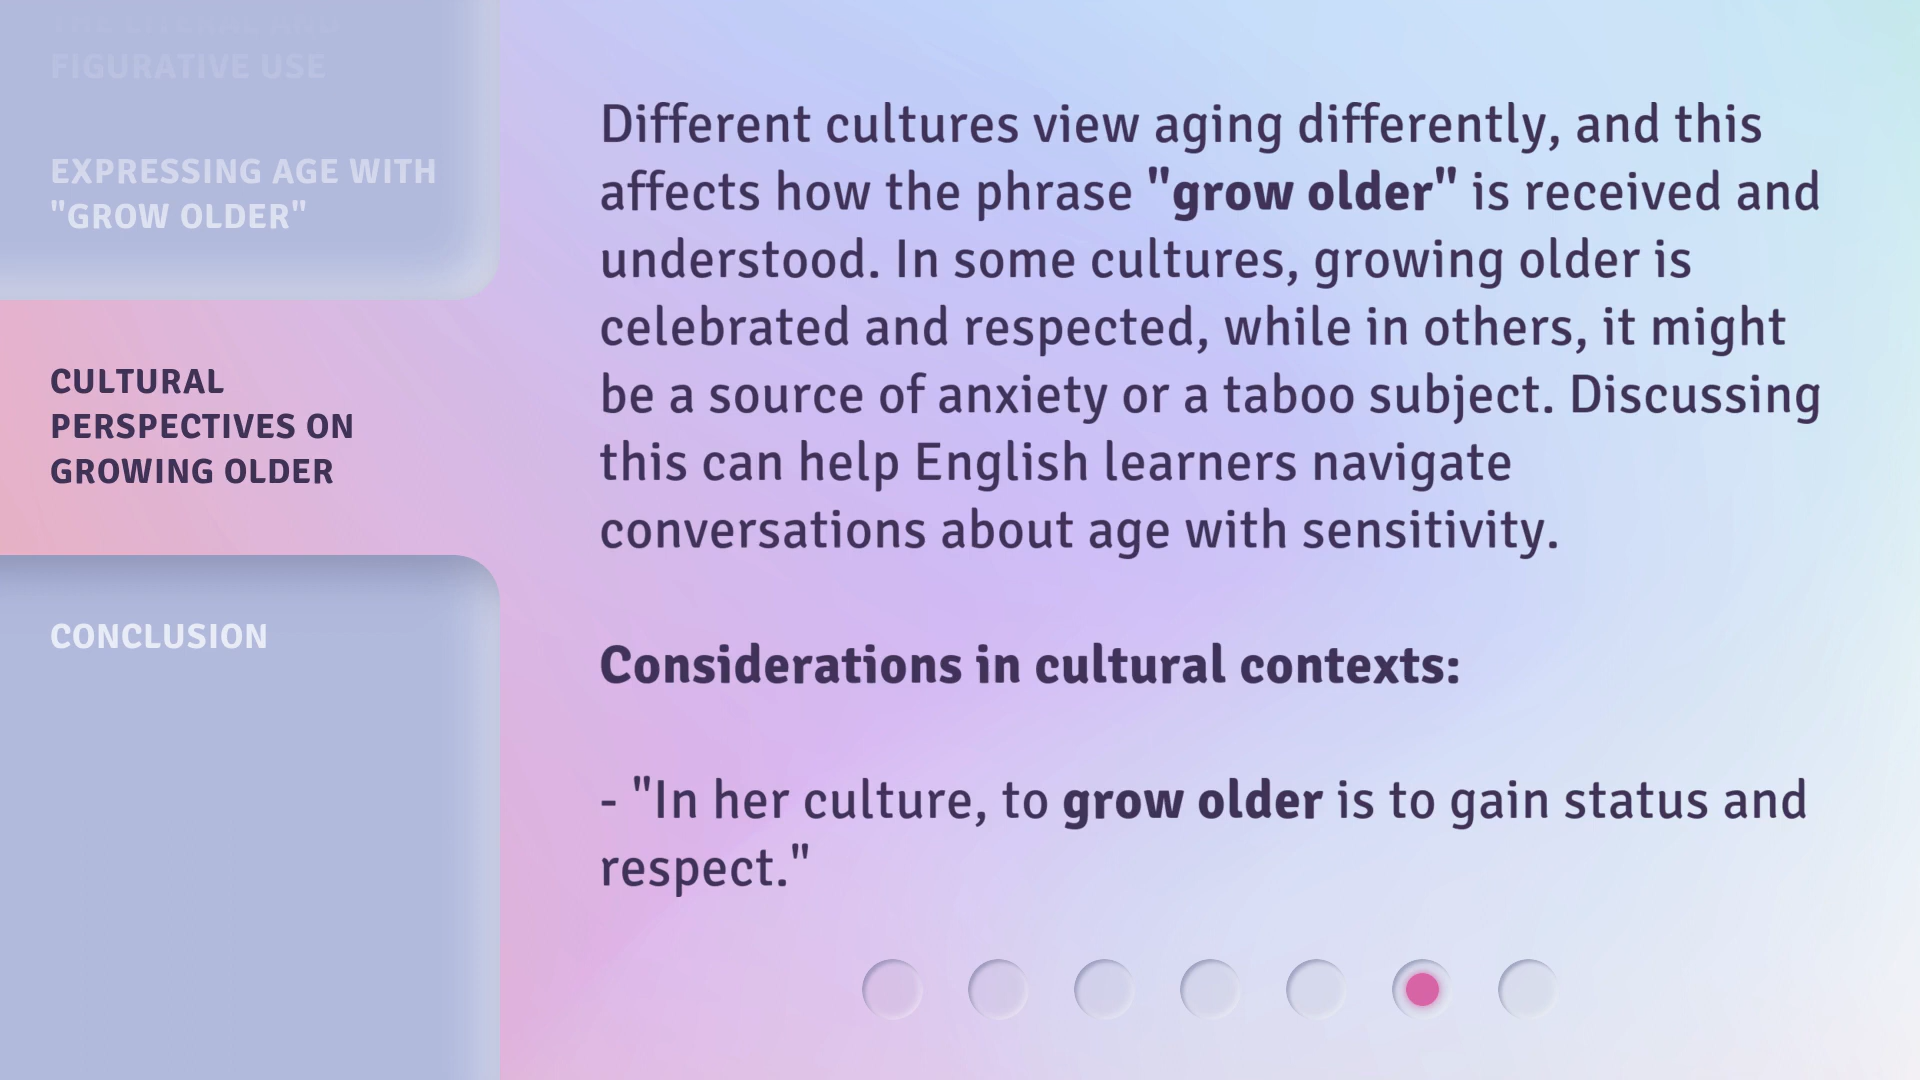 THE LITERAL AND
FIGURATIVE USE
EXPRESSING AGE WITH
"GROW OLDER"
CULTURAL
PERSPECTIVES ON
GROWING OLDER
CONCLUSION
Different cultures view aging differently, and this
affects how the phrase "grow older" is received and
understood. In some cultures, growing older is
celebrated and respected, while in others, it might
be a source of anxiety or a taboo subject. Discussing
this can help English learners navigate
conversations about age with sensitivity.
Considerations in cultural contexts:
- "In her culture, to grow older is to gain status and
respect."